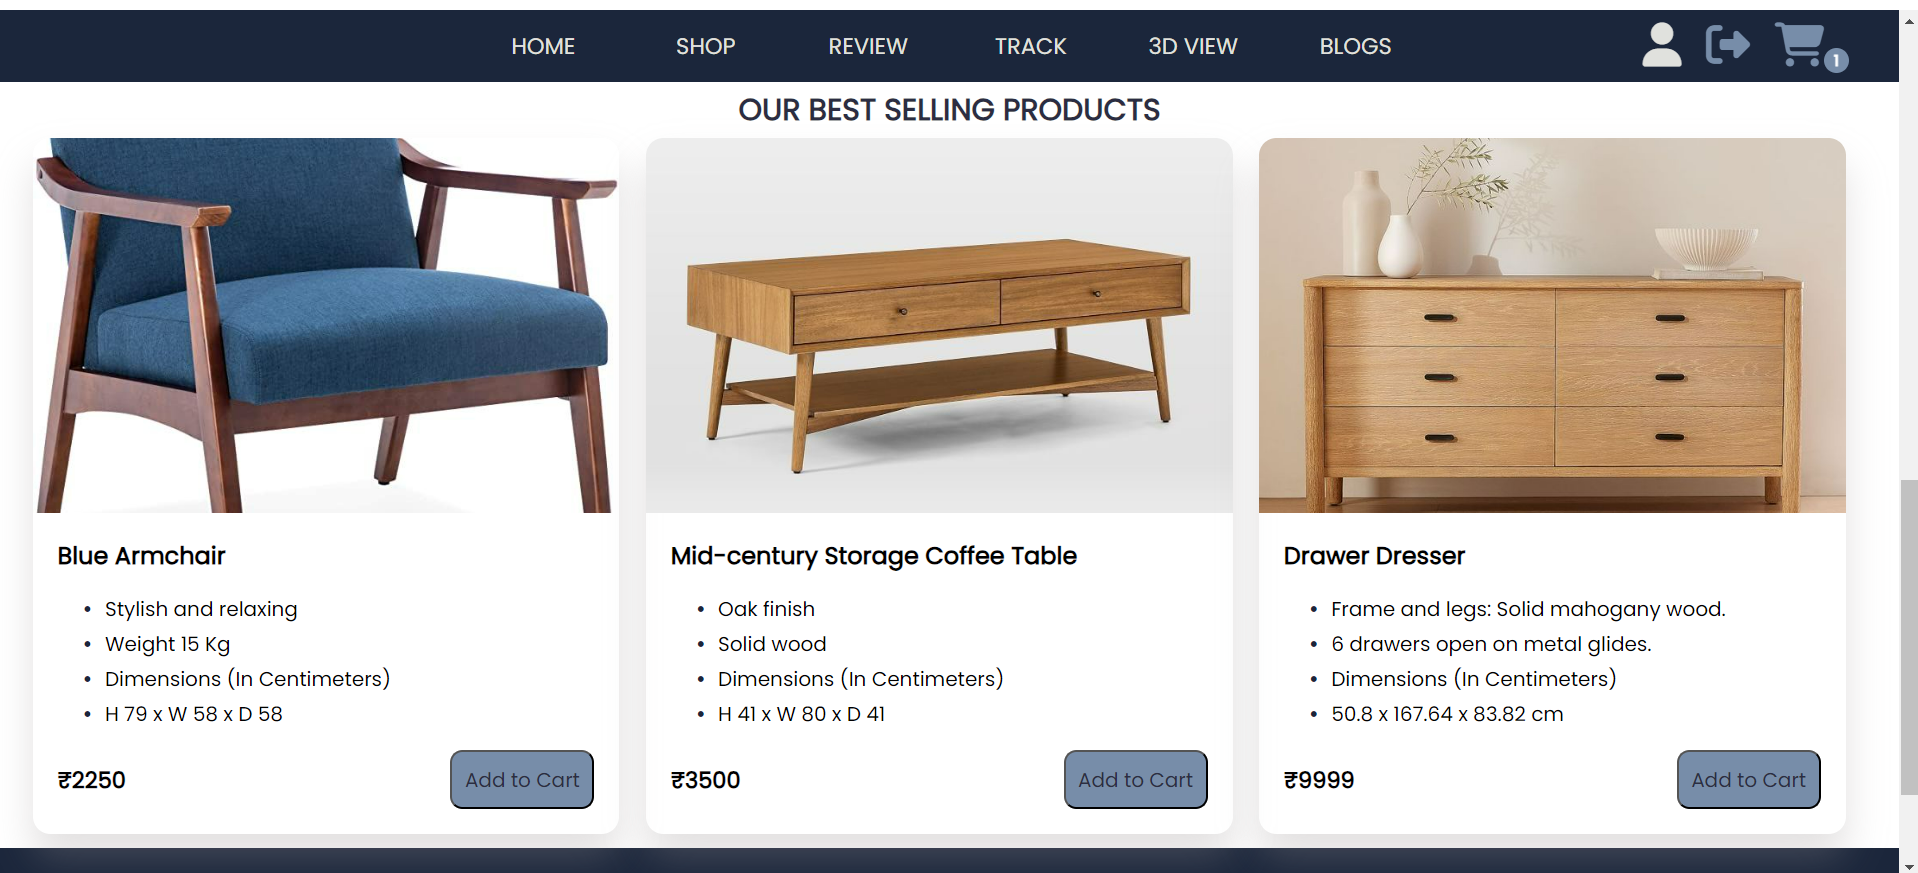 HOME SHOP REVIEW TRACK 3D VIEW BLOGS 1
OUR BEST SELLING PRODUCTS
Blue Armchair
• Stylish and relaxing
• Weight 15 Kg
• Dimensions (In Centimeters)
• H 79 x W 58 x D 58
₹2250 Add to Cart
Mid-century Storage Coffee Table
• Oak finish
• Solid wood
• Dimensions (In Centimeters)
• H 41 x W 80 x D 41
₹3500 Add to Cart
Drawer Dresser
• Frame and legs: Solid mahogany wood.
• 6 drawers open on metal glides.
• Dimensions (In Centimeters)
• 50.8 x 167.64 x 83.82 cm
₹9999 Add to Cart